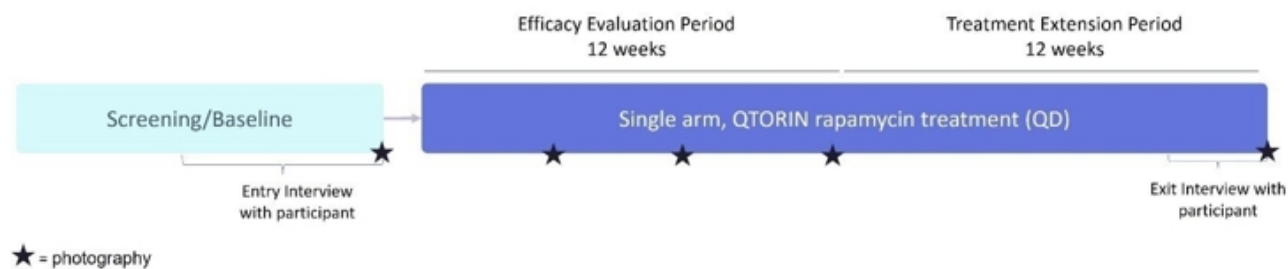 Efficacy Evaluation Period
12 weeks
Treatment Extension Period
12 weeks
Screening/Baseline
Single arm, QTORIN rapamycin treatment (QD)
Entry Interview
with participant
Exit Interview with
participant
★ = photography